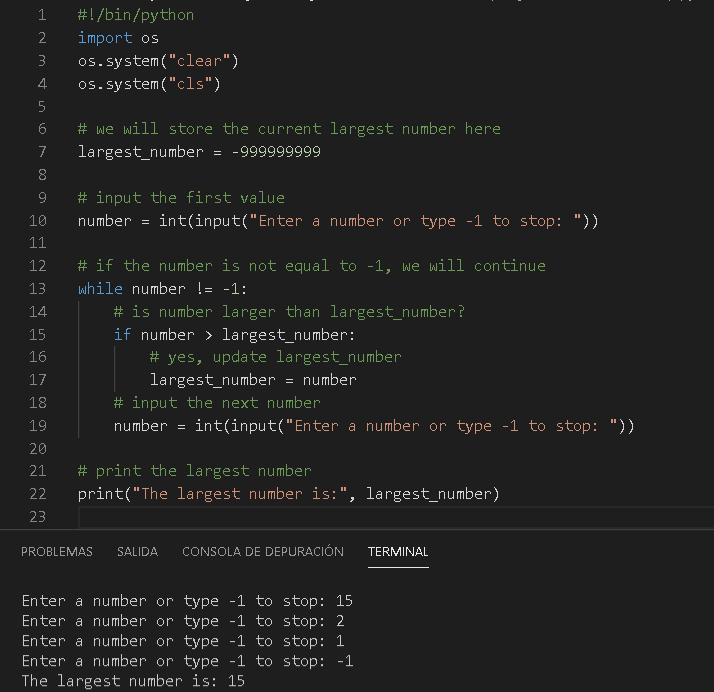 1 #!/bin/python
2 import os
3 os.system("clear")
4 os.system("cls")
5
6 # we will store the current largest number here
7 largest_number = -999999999
8
9 # input the first value
10 number = int(input("Enter a number or type -1 to stop: "))
11
12 # if the number is not equal to -1, we will continue
13 while number != -1:
14     # is number larger than largest_number?
15     if number > largest_number:
16         # yes, update largest_number
17         largest_number = number
18     # input the next number
19     number = int(input("Enter a number or type -1 to stop: "))
20
21 # print the largest number
22 print("The largest number is:", largest_number)
23
PROBLEMAS SALIDA CONSOLA DE DEPURACIÓN TERMINAL
Enter a number or type -1 to stop: 15
Enter a number or type -1 to stop: 2
Enter a number or type -1 to stop: 1
Enter a number or type -1 to stop: -1
The largest number is: 15